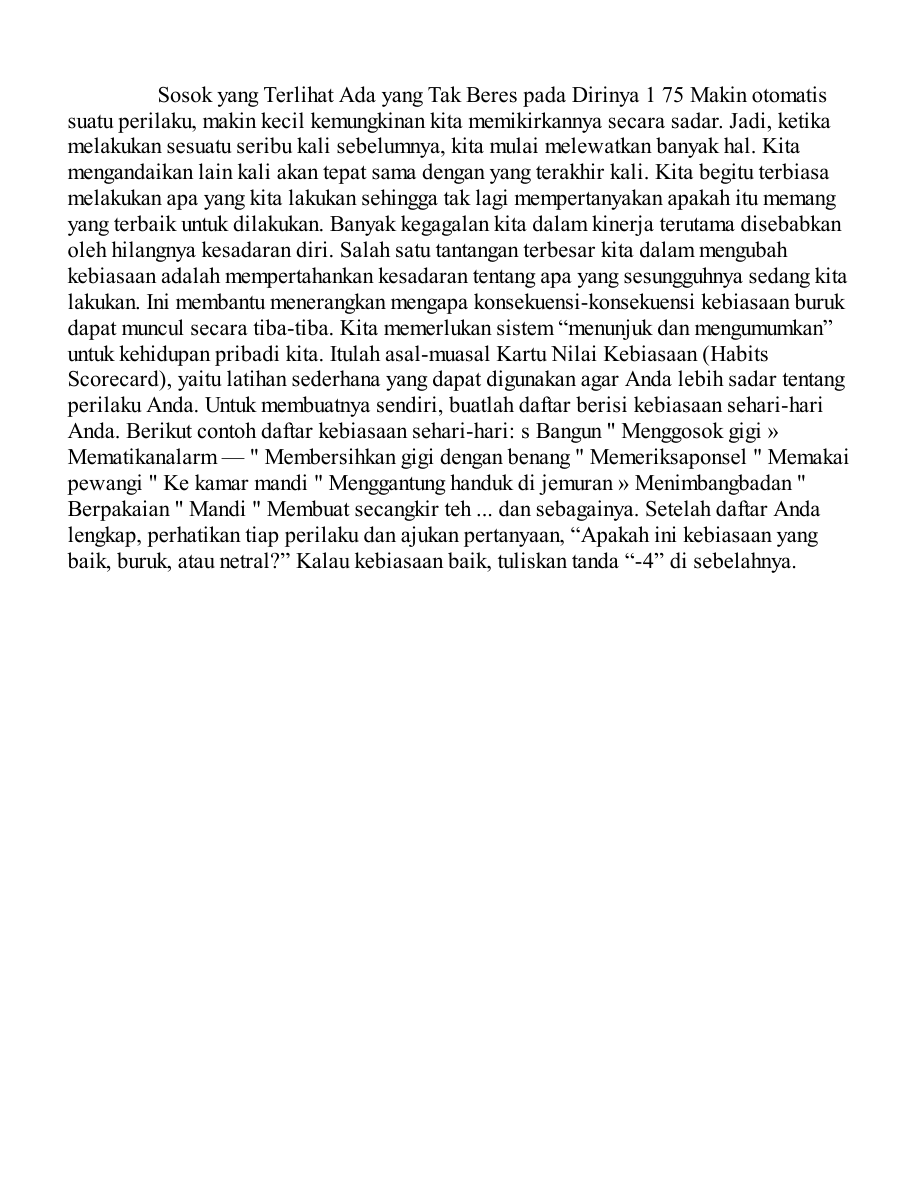 Sosok yang Terlihat Ada yang Tak Beres pada Dirinya 1 75 Makin otomatis
suatu perilaku, makin kecil kemungkinan kita memikirkannya secara sadar. Jadi, ketika
melakukan sesuatu seribu kali sebelumnya, kita mulai melewatkan banyak hal. Kita
mengandaikan lain kali akan tepat sama dengan yang terakhir kali. Kita begitu terbiasa
melakukan apa yang kita lakukan sehingga tak lagi mempertanyakan apakah itu memang
yang terbaik untuk dilakukan. Banyak kegagalan kita dalam kinerja terutama disebabkan
oleh hilangnya kesadaran diri. Salah satu tantangan terbesar kita dalam mengubah
kebiasaan adalah mempertahankan kesadaran tentang apa yang sesungguhnya sedang kita
lakukan. Ini membantu menerangkan mengapa konsekuensi-konsekuensi kebiasaan buruk
dapat muncul secara tiba-tiba. Kita memerlukan sistem “menunjuk dan mengumumkan”
untuk kehidupan pribadi kita. Itulah asal-muasal Kartu Nilai Kebiasaan (Habits
Scorecard), yaitu latihan sederhana yang dapat digunakan agar Anda lebih sadar tentang
perilaku Anda. Untuk membuatnya sendiri, buatlah daftar berisi kebiasaan sehari-hari
Anda. Berikut contoh daftar kebiasaan sehari-hari: s Bangun " Menggosok gigi »
Mematikanalarm — " Membersihkan gigi dengan benang " Memeriksaponsel " Memakai
pewangi " Ke kamar mandi " Menggantung handuk di jemuran » Menimbangbadan "
Berpakaian " Mandi " Membuat secangkir teh ... dan sebagainya. Setelah daftar Anda
lengkap, perhatikan tiap perilaku dan ajukan pertanyaan, “Apakah ini kebiasaan yang
baik, buruk, atau netral?” Kalau kebiasaan baik, tuliskan tanda “-4” di sebelahnya.